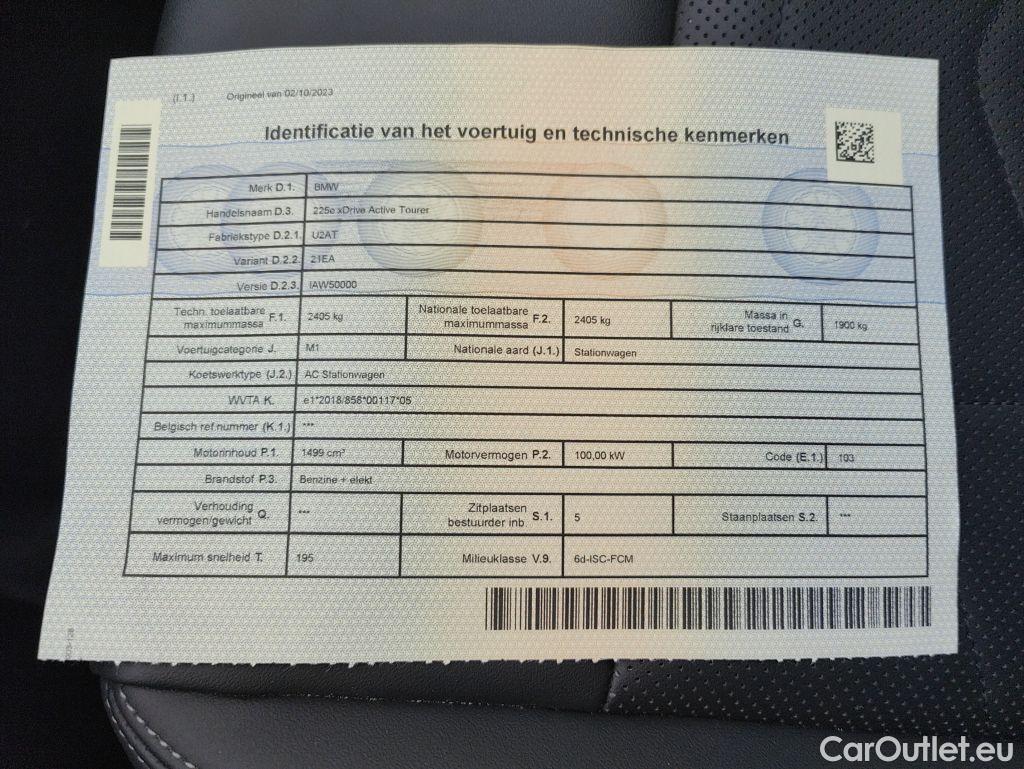 (I.1.) Origineel van 02/10/2023
Identificatie van het voertuig en technische kenmerken
Merk D.1. BMW
Handelsnaam D.3. 225e xDrive Active Tourer
Fabriekstype D.2.1. U2AT
Variant D.2.2. 21EA
Versie D.2.3. IAW50000
Techn. toelaatbare maximummassa F.1. 2405 kg Nationale toelaatbare maximummassa F.2. 2405 kg Massa in rijklare toestand G. 1900 kg
Voertuigcategorie J. M1 Nationale aard (J.1.) Stationwagen
Koetswerktype (J.2.) AC Stationwagen
WVTA K. e1*2018/858*00117*05
Belgisch ref.nummer (K.1.) ***
Motorinhoud P.1. 1499 cm³ Motorvermogen P.2. 100,00 kW Code (E.1.) 103
Brandstof P.3. Benzine + elekt
Verhouding vermogen/gewicht Q. *** Zitplaatsen bestuurder inb. S.1. 5 Staanplaatsen S.2. ***
Maximum snelheid T. 195 Milieuklasse V.9. 6d-ISC-FCM
CarOutlet.eu